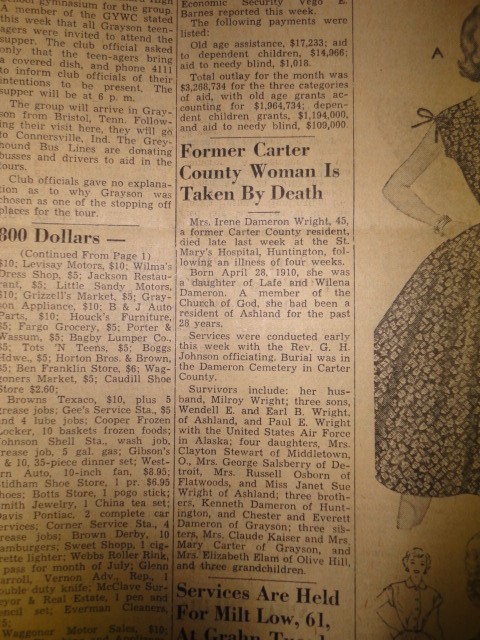 gymnasium for the group.
A member of the GYWC stated
this week that all Grayson teen-
agers were invited to attend the
supper. The club official asked
only that the teen-agers bring
a covered dish, and phone 4111
to inform club officials of their
intentions to be present. The
supper will be at 6 p. m.
The group will arrive in Gray-
son from Bristol, Tenn. Follow-
ing their visit here, they will go
to Connersville, Ind. The Grey-
hound Bus Lines are donating
busses and drivers to aid in the
tours.
Club officials gave no explana-
tion as to why Grayson was
chosen as one of the stopping off
places for the tour.
800 Dollars —
(Continued From Page 1)
$10; Levisay Motors, $10; Wilma's
Dress Shop, $5; Jackson Restau-
rant, $5; Little Sandy Motors,
$10; Grizzell's Market, $5; Gray-
son Appliance, $10; B & J Auto
Parts, $10; Houck's Furniture,
$5; Fargo Grocery, $5; Porter &
Wassum, $5; Bagby Lumper Co.,
$5; Tots 'N Teens, $5; Boggs
Hdwe., $5; Horton Bros. & Brown,
$5; Ben Franklin Store, $6; Wag-
goners Market, $5; Caudill Shoe
Store $2.60;
Browns Texaco, $10, plus 5
grease jobs; Gee's Service Sta., $5
and 4 lube jobs; Cooper Frozen
Locker, 10 baskets frozen foods;
Johnson Shell Sta., wash job,
grease job, 5 gal. gas; Gibson's
& 10, 35-piece dinner set; West-
ern Auto, 10-inch fan, $8.95;
Stidham Shoe Store, 1 pr. $6.95
shoes; Botts Store, 1 pogo stick;
Smith Jewelry, 1 China tea set;
Davis Pontiac, 2 complete car
services; Corner Service Sta., 4
grease jobs; Brown Derby, 10
hamburgers; Sweet Shopp, 1 cig-
arette lighter; Webbs Roller Rink,
pass for month of July; Glenn
Carroll, Vernon Adv., Rep., 1
double duty knife; McClave Sur-
veyor & Real Estate, 1 pen and
pencil set; Everman Cleaners,
$5;
Waggoner Motor Sales, $10;
Economic Security Vego E.
Barnes reported this week.
The following payments were
listed:
Old age assistance, $17,233; aid
to dependent children, $14,966;
aid to needy blind, $1,018.
Total outlay for the month was
$3,268,734 for the three categories
of aid, with old age grants ac-
counting for $1,964,734; depen-
dent children grants, $1,194,000,
and aid to needy blind, $109,000.
Former Carter
County Woman Is
Taken By Death
Mrs. Irene Dameron Wright, 45,
a former Carter County resident,
died late last week at the St.
Mary's Hospital, Huntington, fol-
lowing an illness of four weeks.
Born April 28, 1910, she was
a daughter of Lafe and Wilena
Dameron. A member of the
Church of God, she had been a
resident of Ashland for the past
28 years.
Services were conducted early
this week with the Rev. G. H.
Johnson officiating. Burial was in
the Dameron Cemetery in Carter
County.
Survivors include: her hus-
band, Milroy Wright; three sons,
Wendell E. and Earl B. Wright,
of Ashland, and Paul E. Wright
with the United States Air Force
in Alaska; four daughters, Mrs.
Clayton Stewart of Middletown,
O., Mrs. George Salsberry of De-
troit, Mrs. Russell Osborn of
Flatwoods, and Miss Janet Sue
Wright of Ashland; three broth-
ers, Kenneth Dameron of Hunt-
ington, and Chester and Everett
Dameron of Grayson; three sis-
ters, Mrs. Claude Kaiser and Mrs.
Mary Carter of Grayson, and
Mrs. Elizabeth Elam of Olive Hill,
and three grandchildren.
Services Are Held
For Milt Low, 61,
At Grahn
A